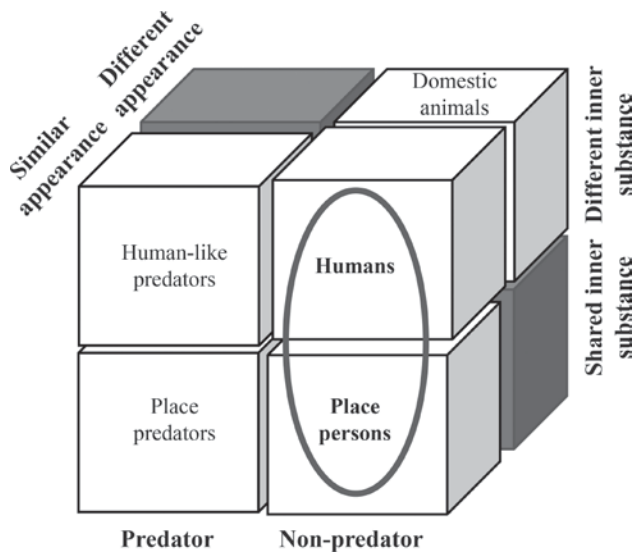 Different
appearance
Similar
appearance
Domestic
animals
Different inner
substance
Human-like
predators
Humans
Shared inner
substance
Place
predators
Place
persons
Predator
Non-predator